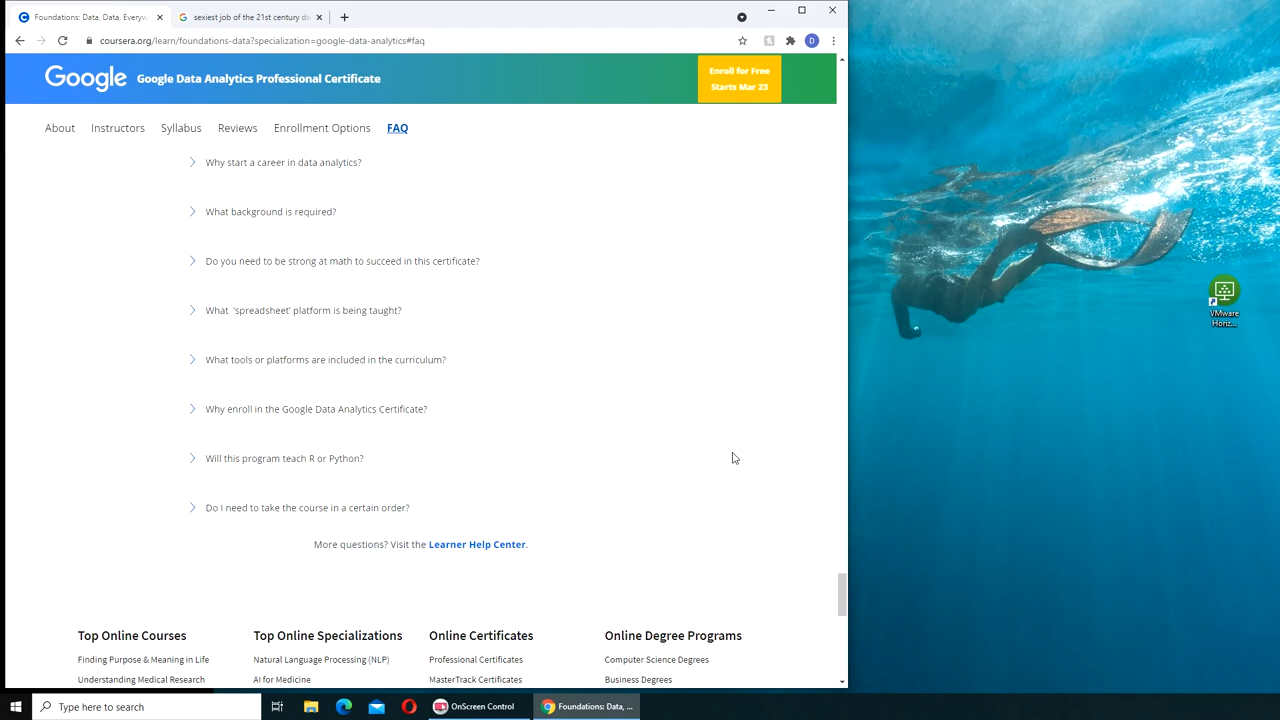 Foundations: Data, Data, Everyw
sexiest job of the 21st century da
coursera.org/learn/foundations-data?specialization=google-data-analytics#faq
D
Google
Google Data Analytics Professional Certificate
Enroll for Free
Starts Mar 23
About
Instructors
Syllabus
Reviews
Enrollment Options
FAQ
Why start a career in data analytics?
What background is required?
Do you need to be strong at math to succeed in this certificate?
What 'spreadsheet' platform is being taught?
What tools or platforms are included in the curriculum?
Why enroll in the Google Data Analytics Certificate?
Will this program teach R or Python?
Do I need to take the course in a certain order?
More questions? Visit the Learner Help Center.
Top Online Courses
Finding Purpose & Meaning in Life
Understanding Medical Research
Top Online Specializations
Natural Language Processing (NLP)
AI for Medicine
Online Certificates
Professional Certificates
MasterTrack Certificates
Online Degree Programs
Computer Science Degrees
Business Degrees
VMware
Horiz...
Type here to search
OnScreen Control
Foundations: Data, ...